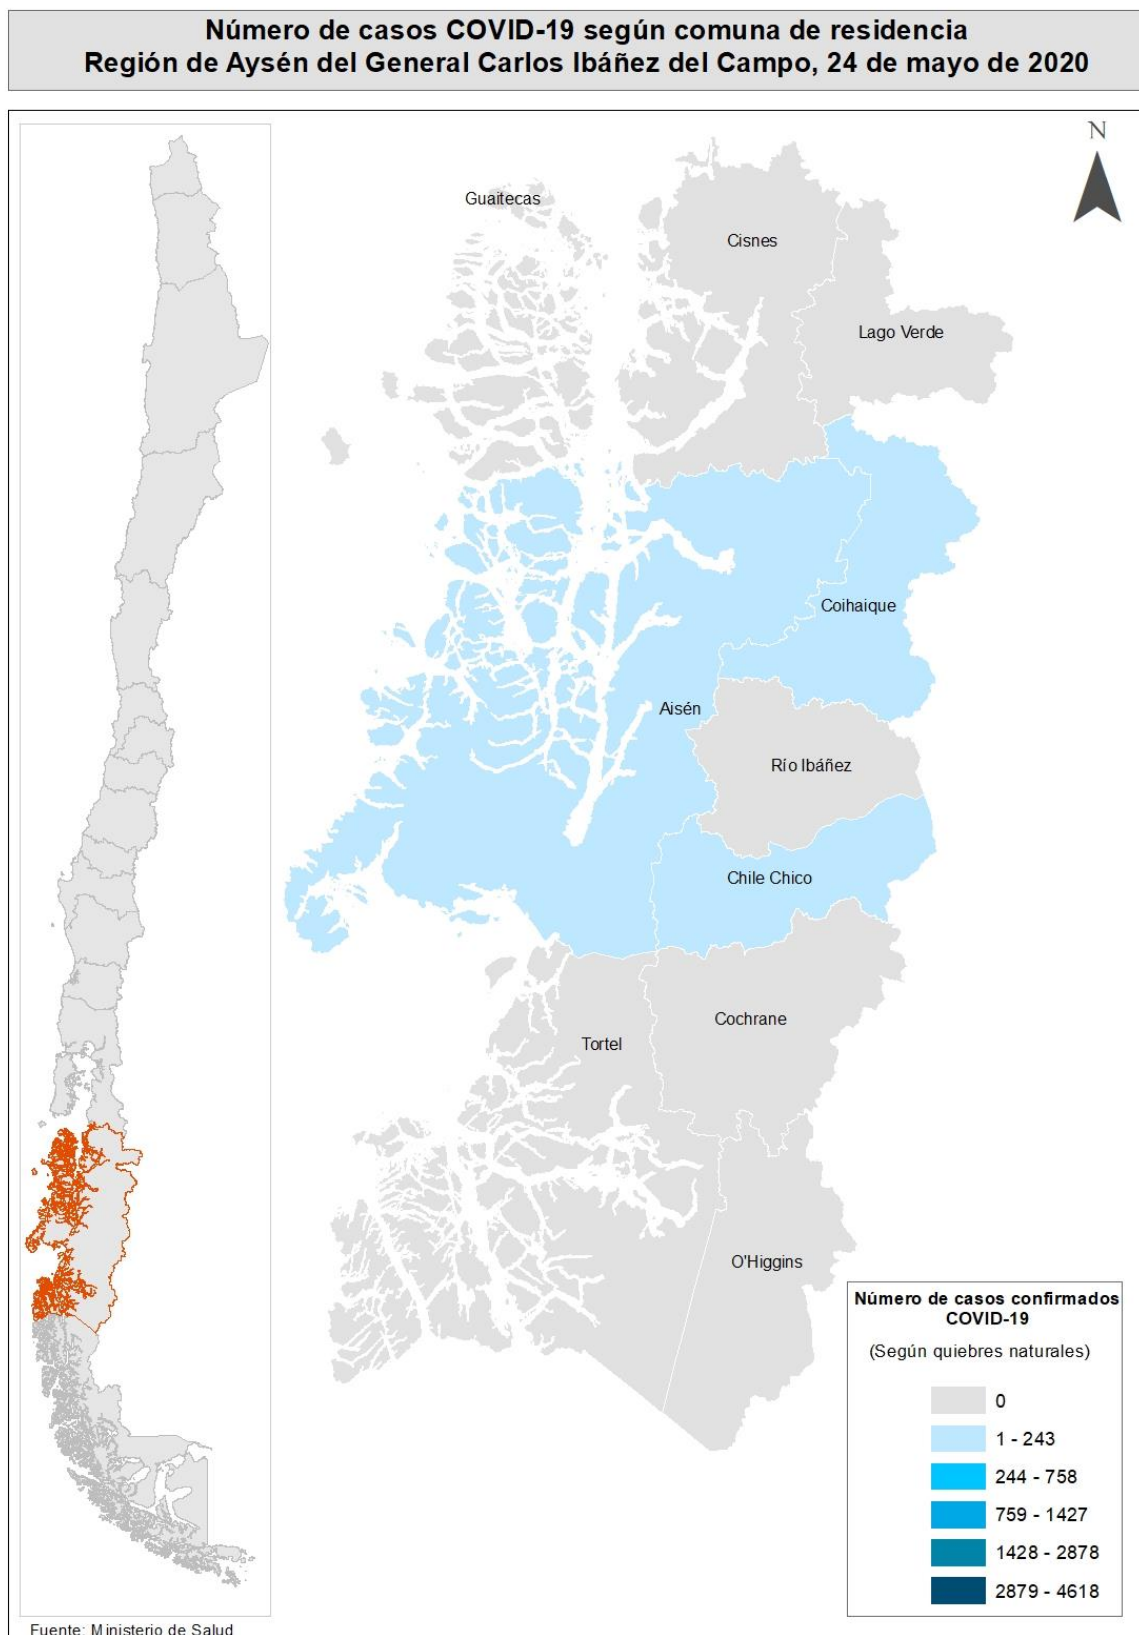 Número de casos COVID-19 según comuna de residencia
Región de Aysén del General Carlos Ibáñez del Campo, 24 de mayo de 2020
N
Guaitecas
Cisnes
Lago Verde
Coihaique
Aisén
Río Ibáñez
Chile Chico
Cochrane
Tortel
O'Higgins
Número de casos confirmados
COVID-19
(Según quiebres naturales)
0
1 - 243
244 - 758
759 - 1427
1428 - 2878
2879 - 4618
Fuente: Ministerio de Salud